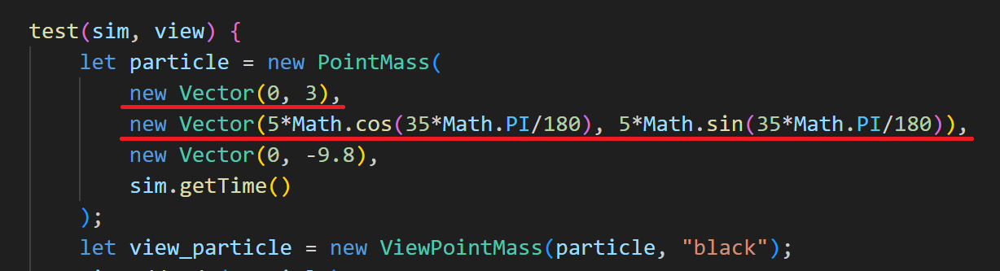 test(sim, view) {
let particle = new PointMass(
new Vector(0, 3),
new Vector(5*Math.cos(35*Math.PI/180), 5*Math.sin(35*Math.PI/180)),
new Vector(0, -9.8),
sim.getTime()
);
let view_particle = new ViewPointMass(particle, "black");